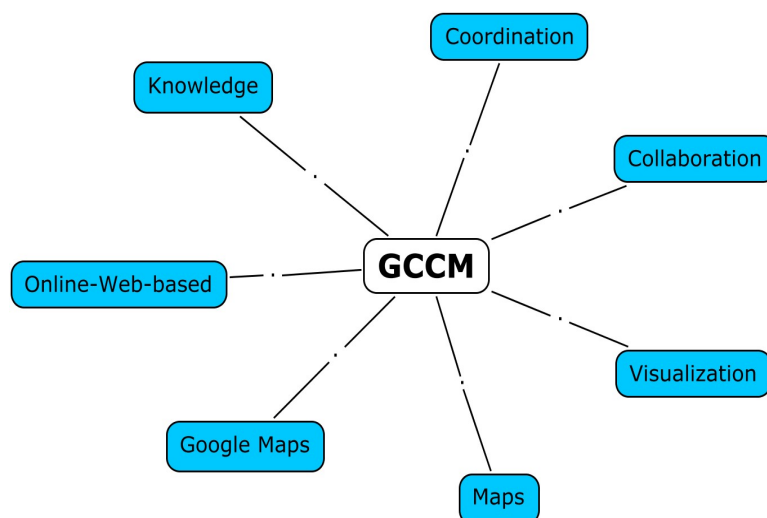 Coordination
Knowledge
Collaboration
GCCM
Online-Web-based
Visualization
Google Maps
Maps